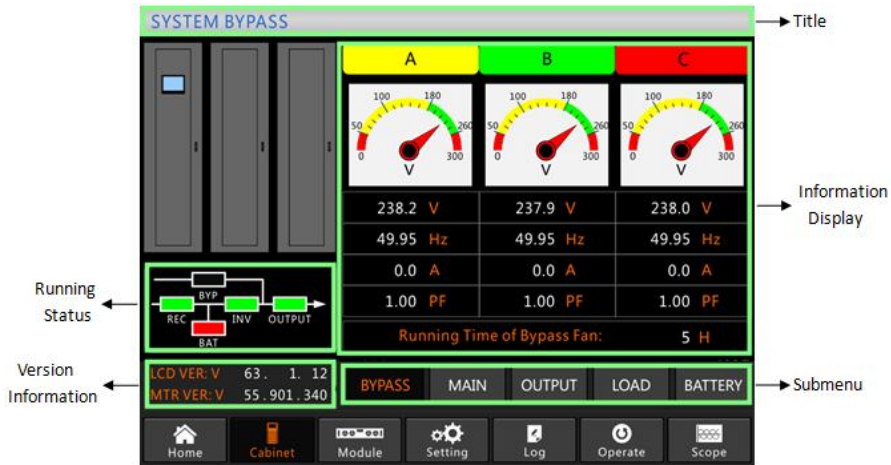 SYSTEM BYPASS
Title
A B C
50 100 180 260 0 300 V
50 100 180 260 0 300 V
50 100 180 260 0 300 V
238.2 V 237.9 V 238.0 V
49.95 Hz 49.95 Hz 49.95 Hz
0.0 A 0.0 A 0.0 A
1.00 PF 1.00 PF 1.00 PF
Running Time of Bypass Fan: 5 H
Information
Display
Running
Status
BYP
REC INV OUTPUT
BAT
Version
Information
LCD VER: V 63. 1. 12
MTR VER: V 55.901.340
BYPASS MAIN OUTPUT LOAD BATTERY
Submenu
Home Cabinet Module Setting Log Operate Scope